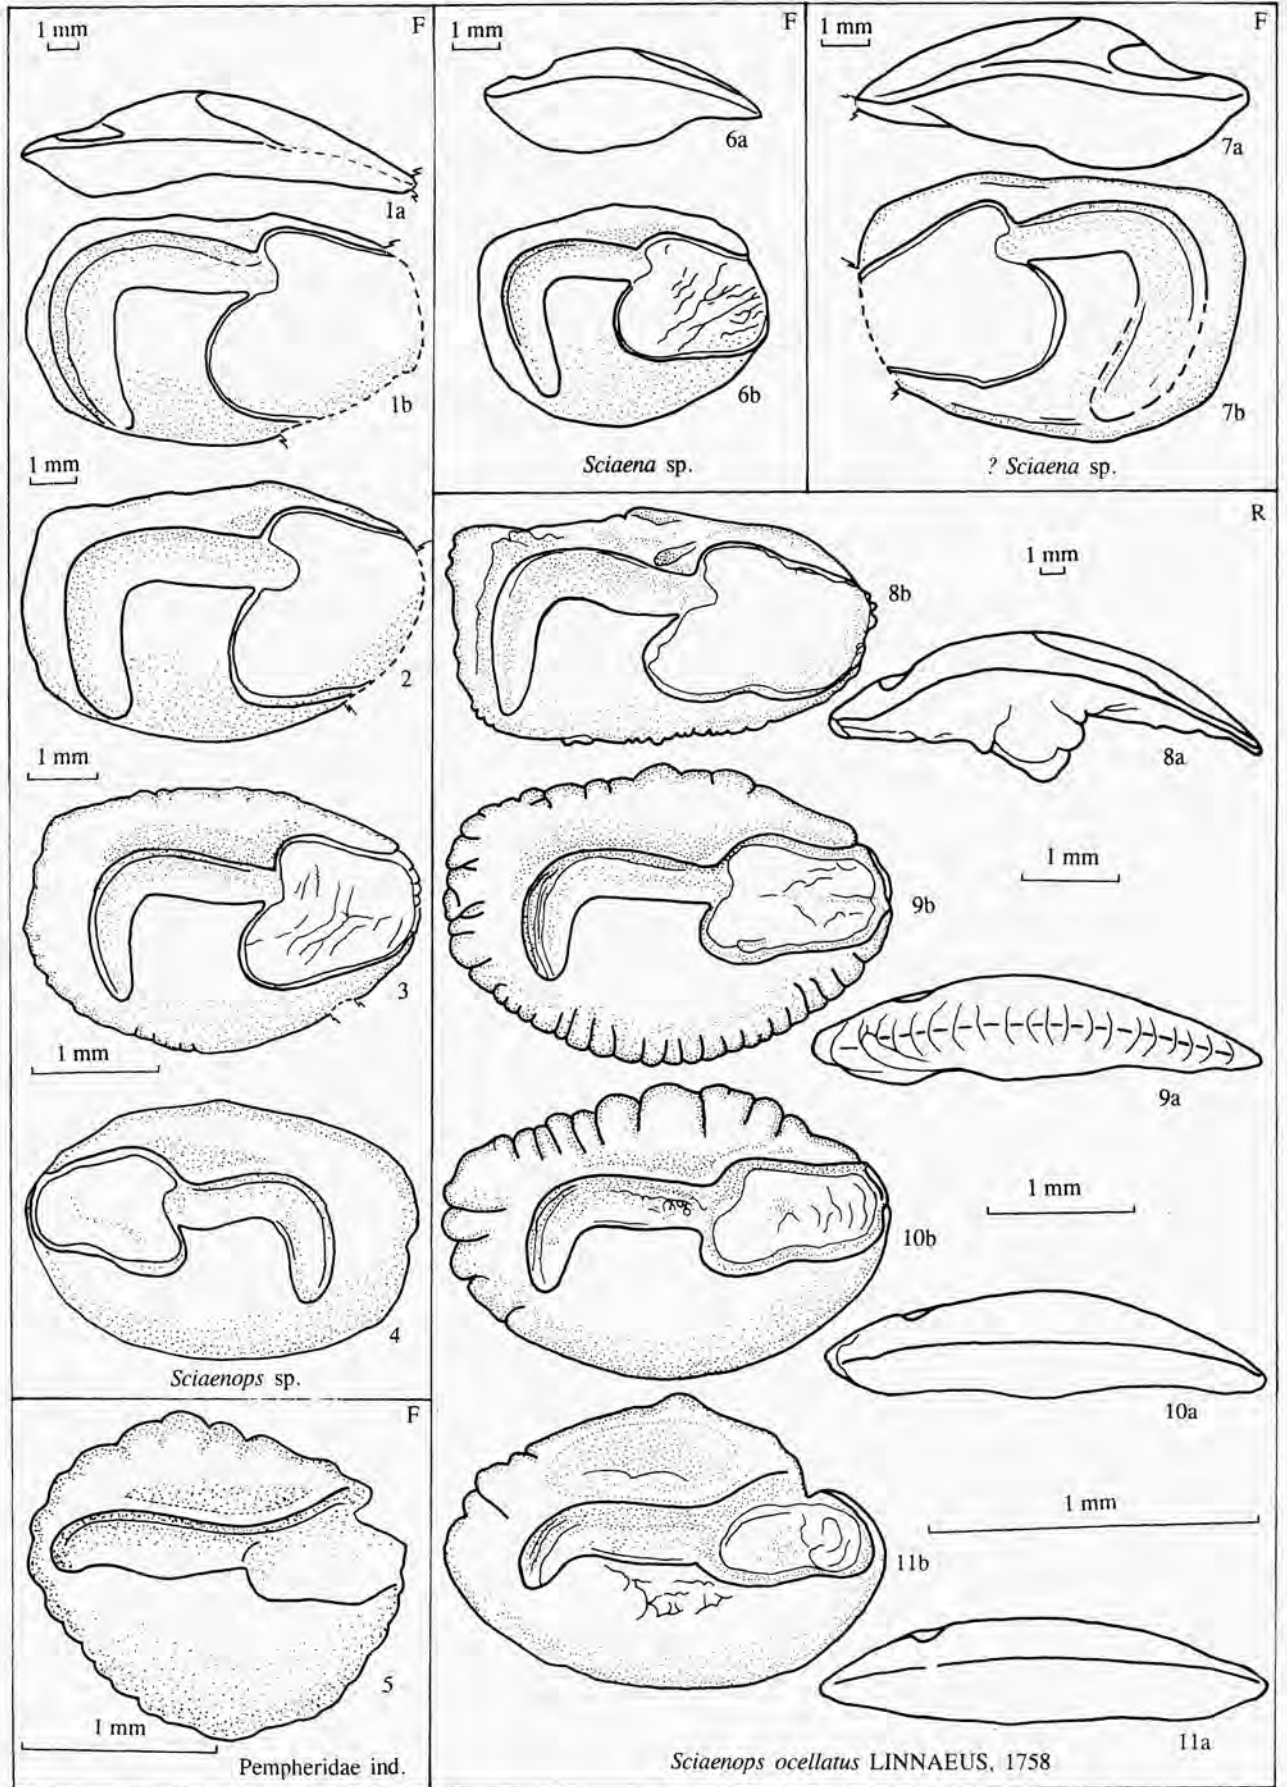 1 mm
F
1a
1b
1 mm
2
1 mm
3
1 mm
4
Sciaenops sp.
F
5
1 mm
Pempheridae ind.
1 mm
F
6a
6b
Sciaena sp.
1 mm
F
7a
7b
? Sciaena sp.
R
1 mm
8b
8a
1 mm
9b
9a
1 mm
10b
10a
1 mm
11b
11a
Sciaenops ocellatus LINNAEUS, 1758